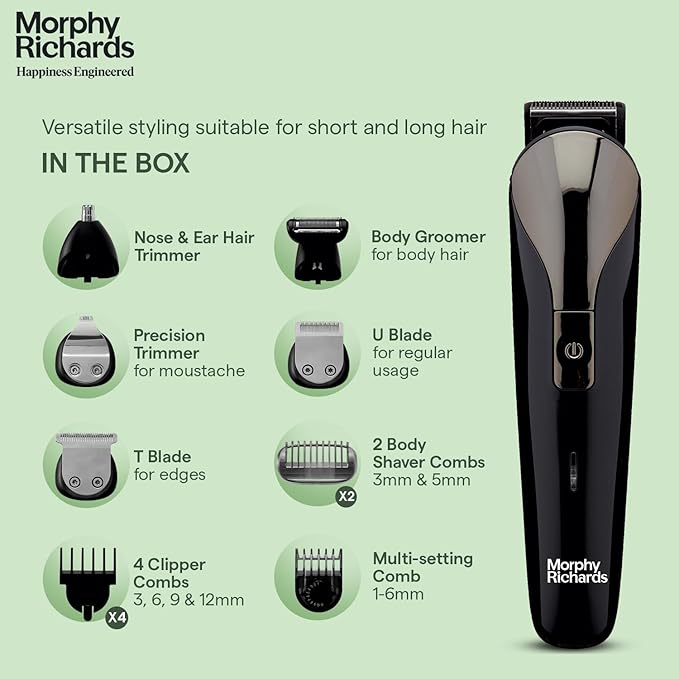 Morphy
Richards
Happiness Engineered
Versatile styling suitable for short and long hair
IN THE BOX
Nose & Ear Hair
Trimmer
Body Groomer
for body hair
Precision
Trimmer
for moustache
U Blade
for regular
usage
T Blade
for edges
2 Body
Shaver Combs
3mm & 5mm
X2
4 Clipper
Combs
3, 6, 9 & 12mm
X4
Multi-setting
Comb
1-6mm
Morphy
Richards